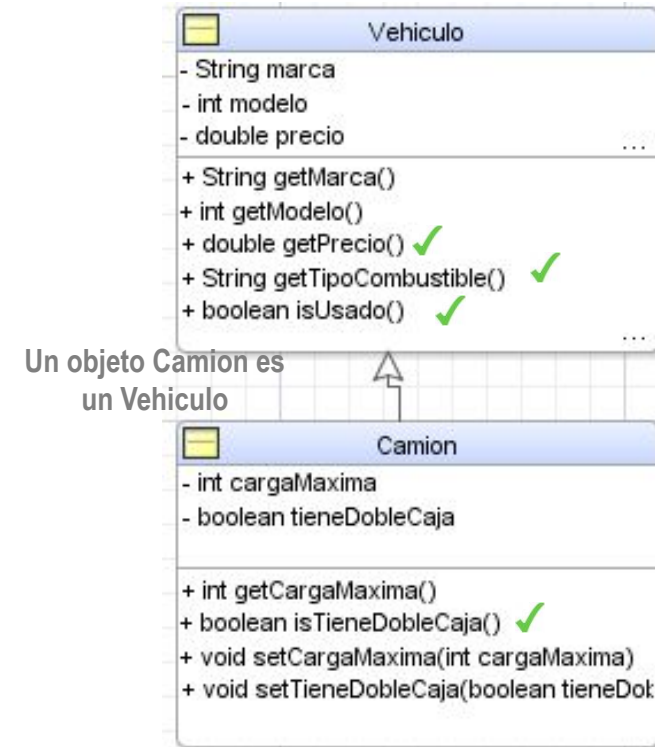 Vehiculo
- String marca
- int modelo
- double precio
...
+ String getMarca()
+ int getModelo()
+ double getPrecio()
+ String getTipoCombustible()
+ boolean isUsado()
...
Un objeto Camion es
un Vehiculo
Camion
- int cargaMaxima
- boolean tieneDobleCaja
+ int getCargaMaxima()
+ boolean isTieneDobleCaja()
+ void setCargaMaxima(int cargaMaxima)
+ void setTieneDobleCaja(boolean